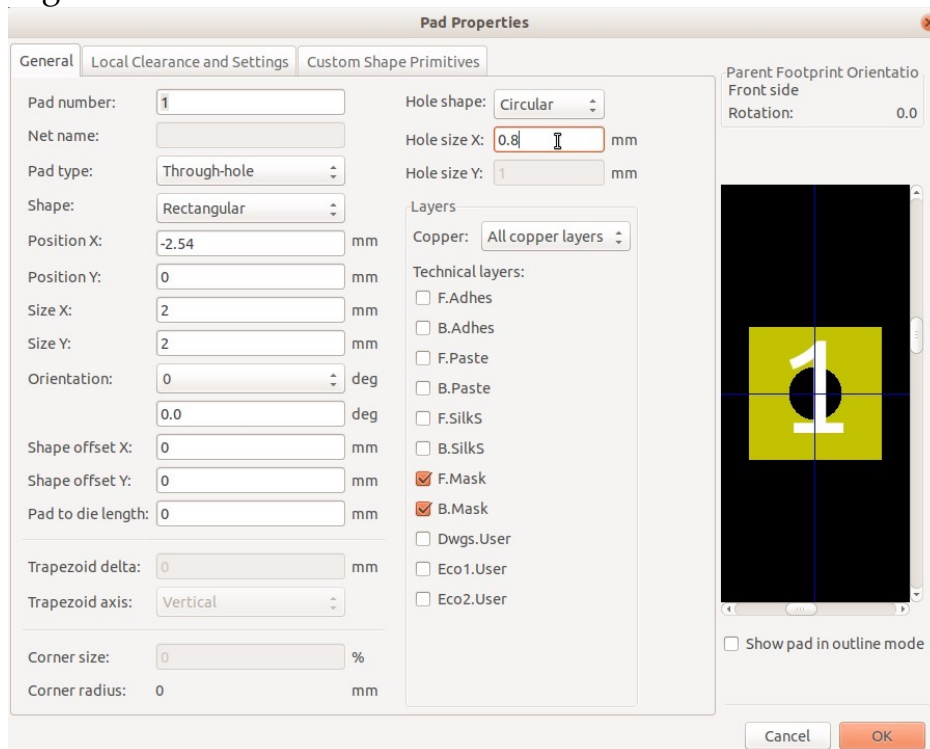 Pad Properties
General
Local Clearance and Settings
Custom Shape Primitives
Pad number:
1
Net name:
Pad type:
Through-hole
Shape:
Rectangular
Position X:
-2.54
mm
Position Y:
0
mm
Size X:
2
mm
Size Y:
2
mm
Orientation:
0
deg
0.0
deg
Shape offset X:
0
mm
Shape offset Y:
0
mm
Pad to die length:
0
mm
Trapezoid delta:
0
mm
Trapezoid axis:
Vertical
Corner size:
0
%
Corner radius:
0
mm
Hole shape:
Circular
Hole size X:
0.8
mm
Hole size Y:
1
mm
Layers
Copper:
All copper layers
Technical layers:
F.Adhes
B.Adhes
F.Paste
B.Paste
F.SilkS
B.SilkS
F.Mask
B.Mask
Dwgs.User
Eco1.User
Eco2.User
Parent Footprint Orientatio
Front side
Rotation:
0.0
1
Show pad in outline mode
Cancel
OK